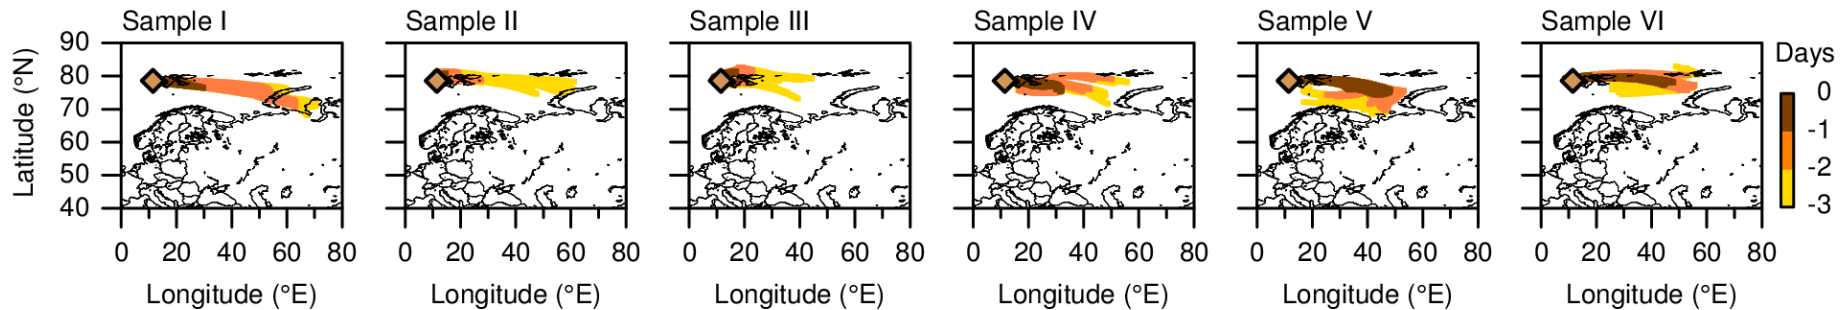 Sample I
Sample II
Sample III
Sample IV
Sample V
Sample VI
Days
Latitude (°N)
90
80
70
60
50
40
0
-1
-2
-3
0 20 40 60 80
0 20 40 60 80
0 20 40 60 80
0 20 40 60 80
0 20 40 60 80
0 20 40 60 80
Longitude (°E)
Longitude (°E)
Longitude (°E)
Longitude (°E)
Longitude (°E)
Longitude (°E)